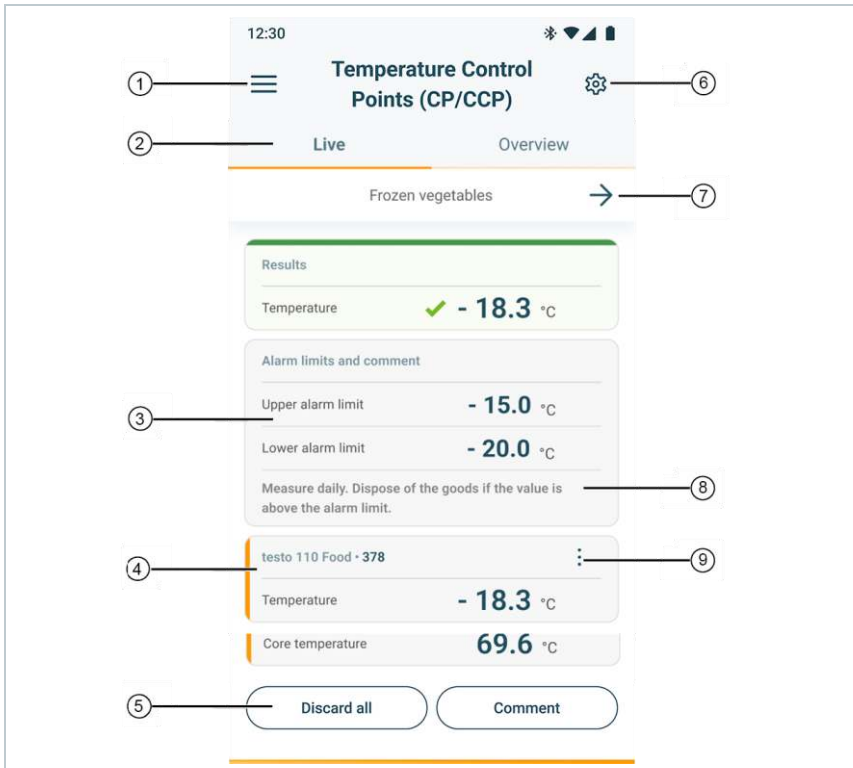 12:30
① Temperature Control ⑥
Points (CP/CCP)
② Live Overview
Frozen vegetables ⑦
Results
Temperature - 18.3 °C
Alarm limits and comment
③ Upper alarm limit - 15.0 °C
Lower alarm limit - 20.0 °C
Measure daily. Dispose of the goods if the value is ⑧
above the alarm limit.
④ testo 110 Food • 378 ⑨
Temperature - 18.3 °C
Core temperature 69.6 °C
⑤ Discard all Comment